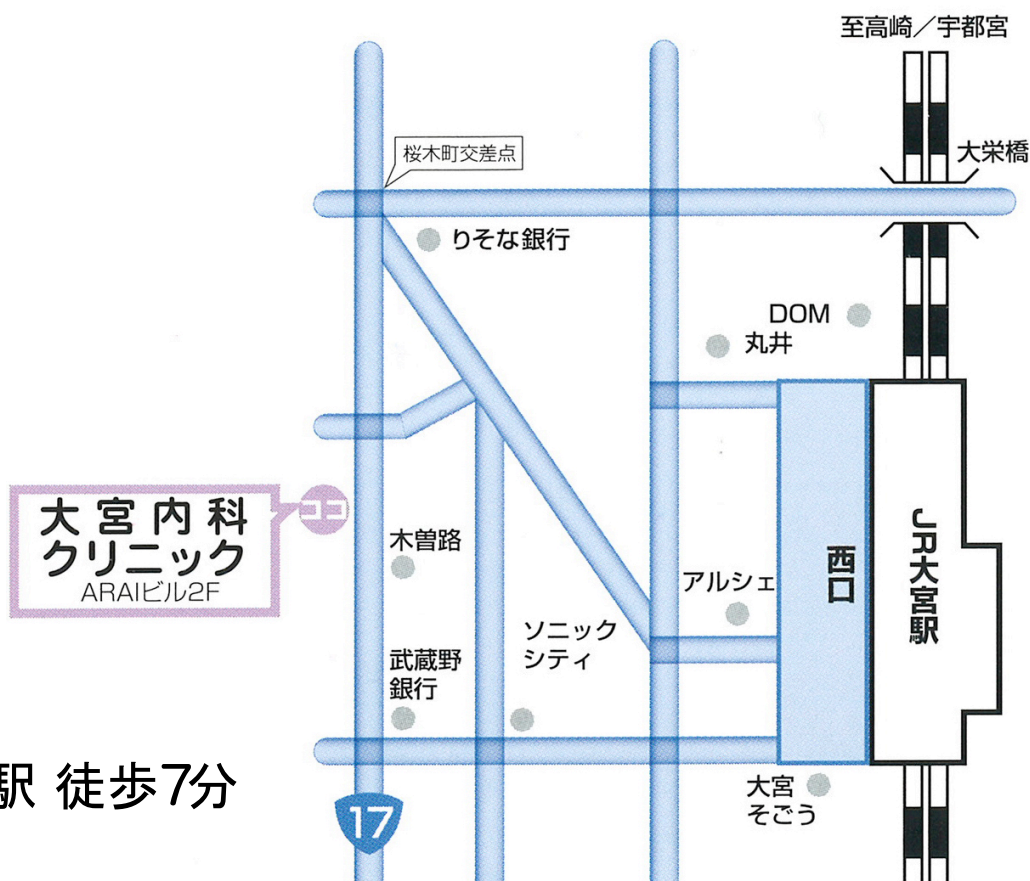 至高崎／宇都宮
大栄橋
桜木町交差点
りそな銀行
DOM
丸井
大宮内科
クリニック
ARAIビル2F
ココ
木曽路
アルシェ
西口
JR大宮駅
ソニック
シティ
武蔵野
銀行
大宮
そごう
駅 徒歩7分
17